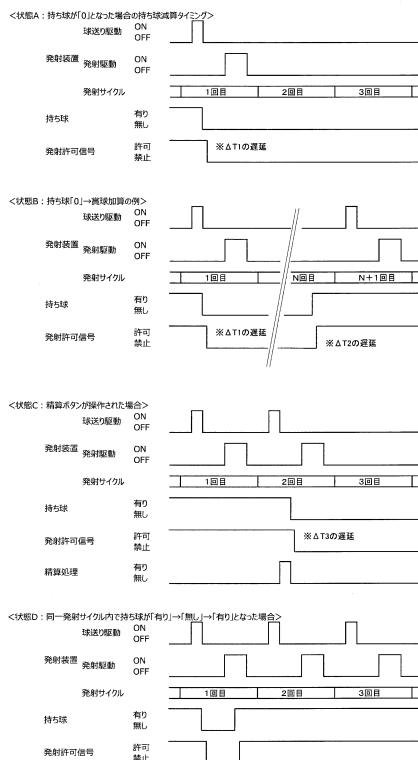 <状態A：持ち球が「0」となった場合の持ち球減算タイミング>
球送り駆動 ON
OFF
発射装置 発射駆動 ON
OFF
発射サイクル 1回目 2回目 3回目
持ち球 有り
無し
発射許可信号 許可 ※ΔT1の遅延
禁止
<状態B：持ち球「0」→賞球加算の例>
球送り駆動 ON
OFF
発射装置 発射駆動 ON
OFF
発射サイクル 1回目 N回目 N+1回目
持ち球 有り
無し
発射許可信号 許可 ※ΔT1の遅延
禁止 ※ΔT2の遅延
<状態C：精算ボタンが操作された場合>
球送り駆動 ON
OFF
発射装置 発射駆動 ON
OFF
発射サイクル 1回目 2回目 3回目
持ち球 有り
無し
発射許可信号 許可 ※ΔT3の遅延
禁止
精算処理 有り
無し
<状態D：同一発射サイクル内で持ち球が「有り」→「無し」→「有り」となった場合>
球送り駆動 ON
OFF
発射装置 発射駆動 ON
OFF
発射サイクル 1回目 2回目 3回目
持ち球 有り
無し
発射許可信号 許可
禁止